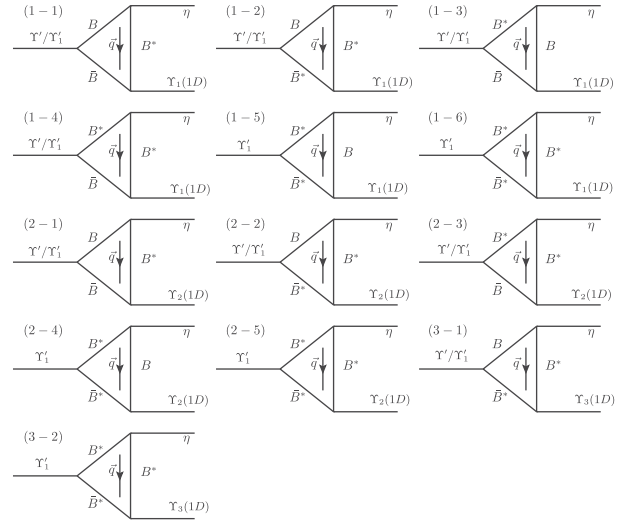 (1 − 1) η
Υ′/Υ′₁ B q⃗ B*
B̄ Υ₁(1D)
(1 − 2) η
Υ′/Υ′₁ B q⃗ B*
B̄* Υ₁(1D)
(1 − 3) η
Υ′/Υ′₁ B* q⃗ B
B̄ Υ₁(1D)
(1 − 4) η
Υ′/Υ′₁ B* q⃗ B*
B̄ Υ₁(1D)
(1 − 5) η
Υ′₁ B* q⃗ B
B̄* Υ₁(1D)
(1 − 6) η
Υ′₁ B* q⃗ B*
B̄* Υ₁(1D)
(2 − 1) η
Υ′/Υ′₁ B q⃗ B*
B̄ Υ₂(1D)
(2 − 2) η
Υ′/Υ′₁ B q⃗ B*
B̄* Υ₂(1D)
(2 − 3) η
Υ′/Υ′₁ B* q⃗ B*
B̄ Υ₂(1D)
(2 − 4) η
Υ′₁ B* q⃗ B
B̄* Υ₂(1D)
(2 − 5) η
Υ′₁ B* q⃗ B*
B̄* Υ₂(1D)
(3 − 1) η
Υ′/Υ′₁ B* q⃗ B*
B̄ Υ₃(1D)
(3 − 2) η
Υ′₁ B* q⃗ B*
B̄* Υ₃(1D)